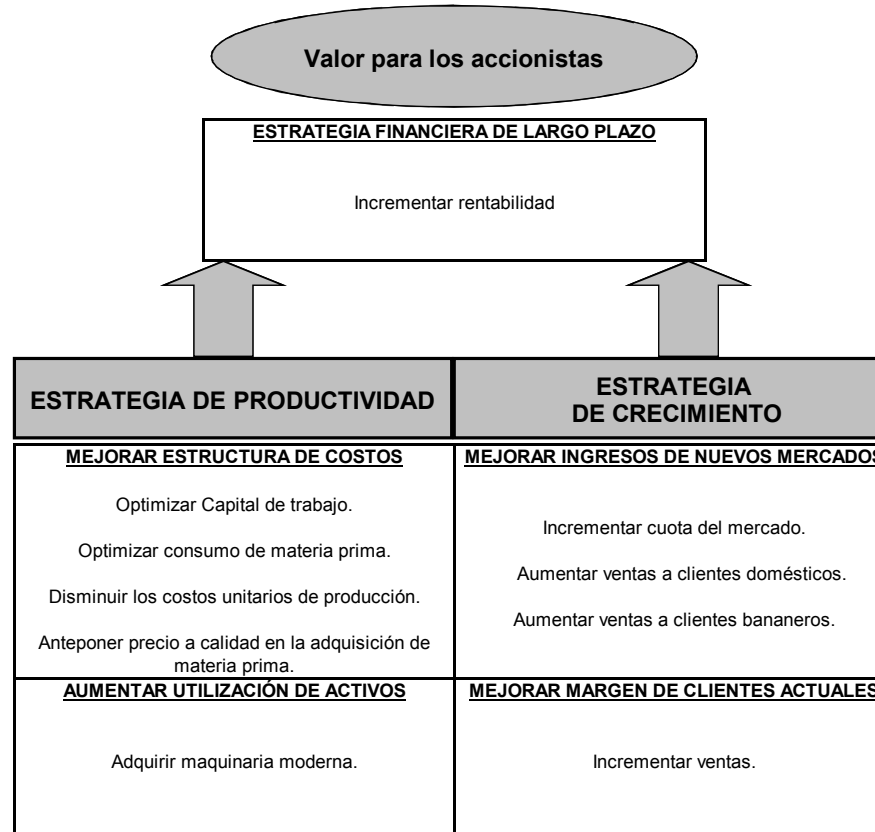 Valor para los accionistas
ESTRATEGIA FINANCIERA DE LARGO PLAZO
Incrementar rentabilidad
ESTRATEGIA DE PRODUCTIVIDAD
ESTRATEGIA
DE CRECIMIENTO
MEJORAR ESTRUCTURA DE COSTOS
Optimizar Capital de trabajo.
Optimizar consumo de materia prima.
Disminuir los costos unitarios de producción.
Anteponer precio a calidad en la adquisición de
materia prima.
MEJORAR INGRESOS DE NUEVOS MERCADOS
Incrementar cuota del mercado.
Aumentar ventas a clientes domésticos.
Aumentar ventas a clientes bananeros.
AUMENTAR UTILIZACIÓN DE ACTIVOS
Adquirir maquinaria moderna.
MEJORAR MARGEN DE CLIENTES ACTUALES
Incrementar ventas.